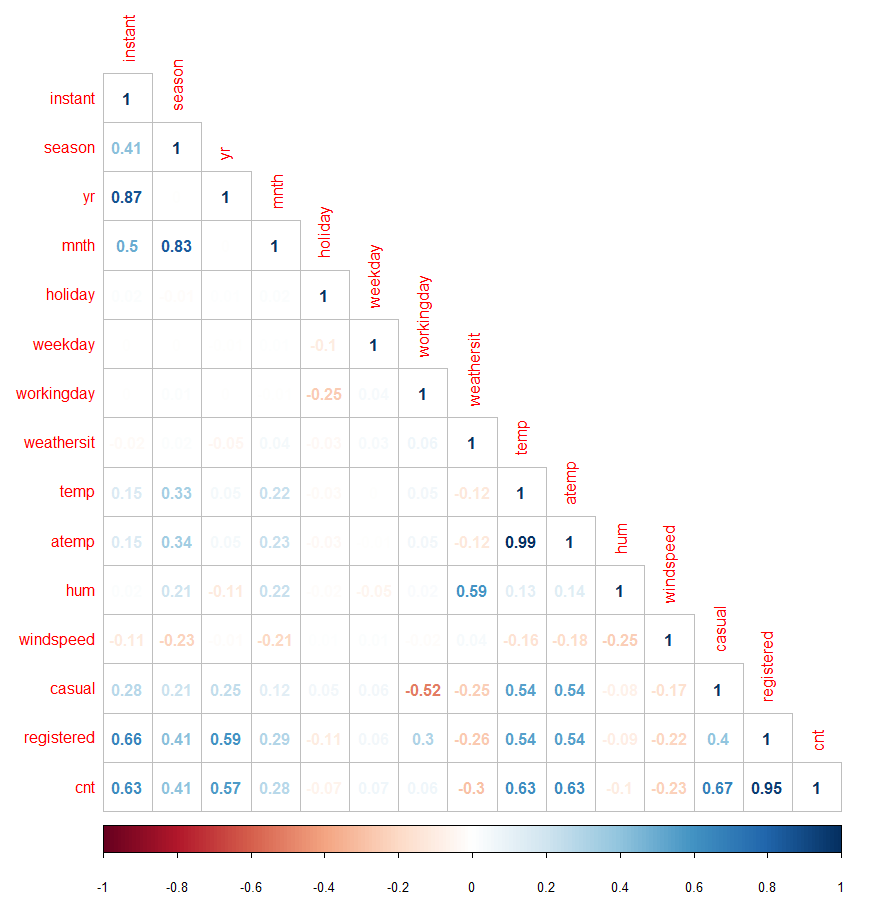 instant
season
yr
mnth
holiday
weekday
workingday
weathersit
temp
atemp
hum
windspeed
casual
registered
cnt
instant 1
season 0.41 1
yr 0.87 1
mnth 0.5 0.83 1
holiday 1
weekday -0.1 1
workingday -0.25 0.04 1
weathersit -0.02 0.02 -0.05 0.04 -0.03 0.03 0.06 1
temp 0.15 0.33 0.05 0.22 -0.03 0.05 -0.12 1
atemp 0.15 0.34 0.05 0.23 -0.03 0.05 -0.12 0.99 1
hum 0.21 -0.11 0.22 -0.05 0.02 0.59 0.13 0.14 1
windspeed -0.11 -0.23 -0.21 0.04 -0.16 -0.18 -0.25 1
casual 0.28 0.21 0.25 0.12 0.05 0.06 -0.52 -0.25 0.54 0.54 -0.08 -0.17 1
registered 0.66 0.41 0.59 0.29 -0.11 0.06 0.3 -0.26 0.54 0.54 -0.09 -0.22 0.4 1
cnt 0.63 0.41 0.57 0.28 -0.07 0.07 0.06 -0.3 0.63 0.63 -0.1 -0.23 0.67 0.95 1
-1 -0.8 -0.6 -0.4 -0.2 0 0.2 0.4 0.6 0.8 1